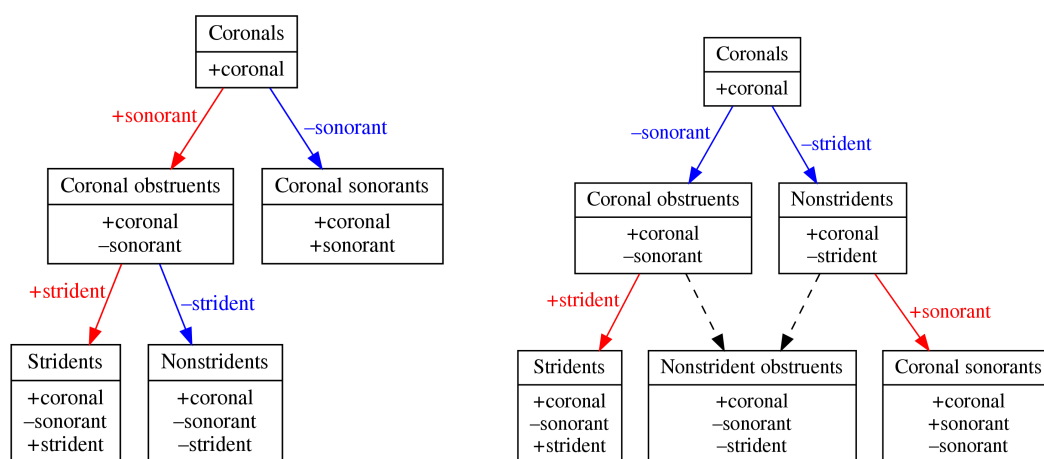 Coronals
+coronal
+sonorant
–sonorant
Coronal obstruents
+coronal
–sonorant
Coronal sonorants
+coronal
+sonorant
+strident
–strident
Stridents
+coronal
–sonorant
+strident
Nonstridents
+coronal
–sonorant
–strident
Coronals
+coronal
–sonorant
–strident
Coronal obstruents
+coronal
–sonorant
Nonstridents
+coronal
–strident
+strident
+sonorant
Stridents
+coronal
–sonorant
+strident
Nonstrident obstruents
+coronal
–sonorant
–strident
Coronal sonorants
+coronal
+sonorant
–sonorant